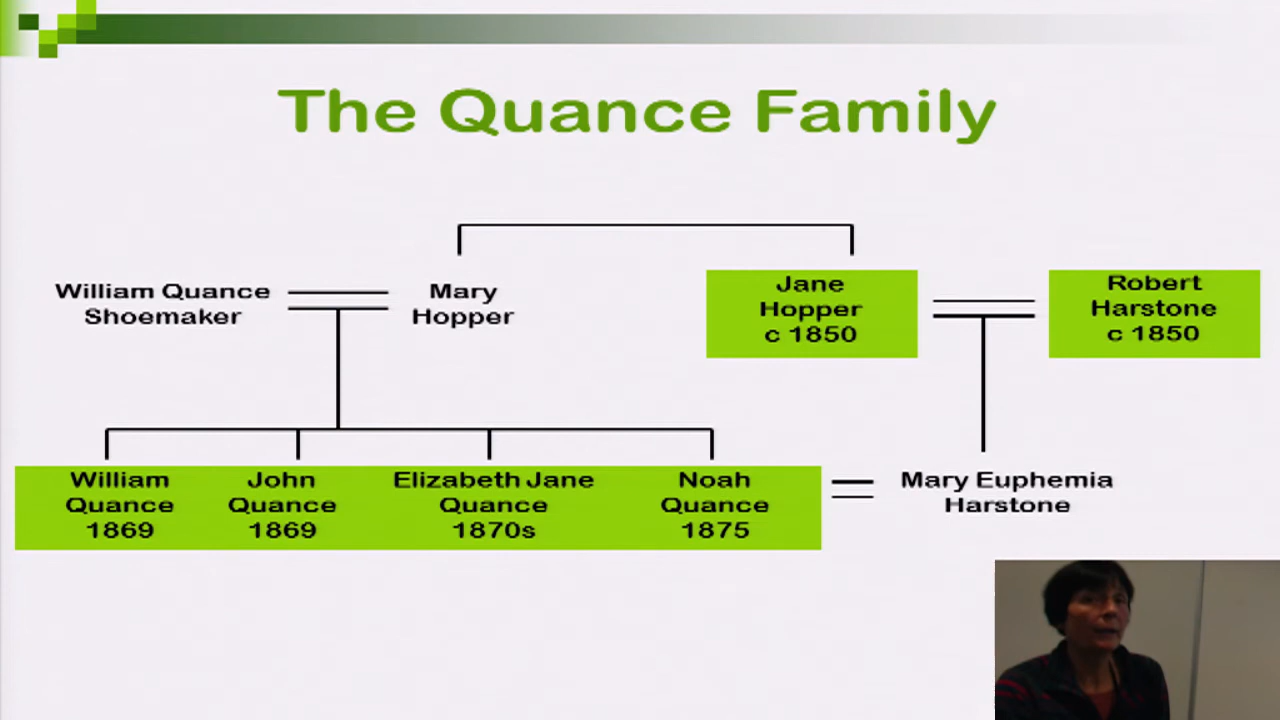 The Quance Family
William Quance
Shoemaker
Mary
Hopper
Jane
Hopper
c 1850
Robert
Harstone
c 1850
William
Quance
1869
John
Quance
1869
Elizabeth Jane
Quance
1870s
Noah
Quance
1875
Mary Euphemia
Harstone